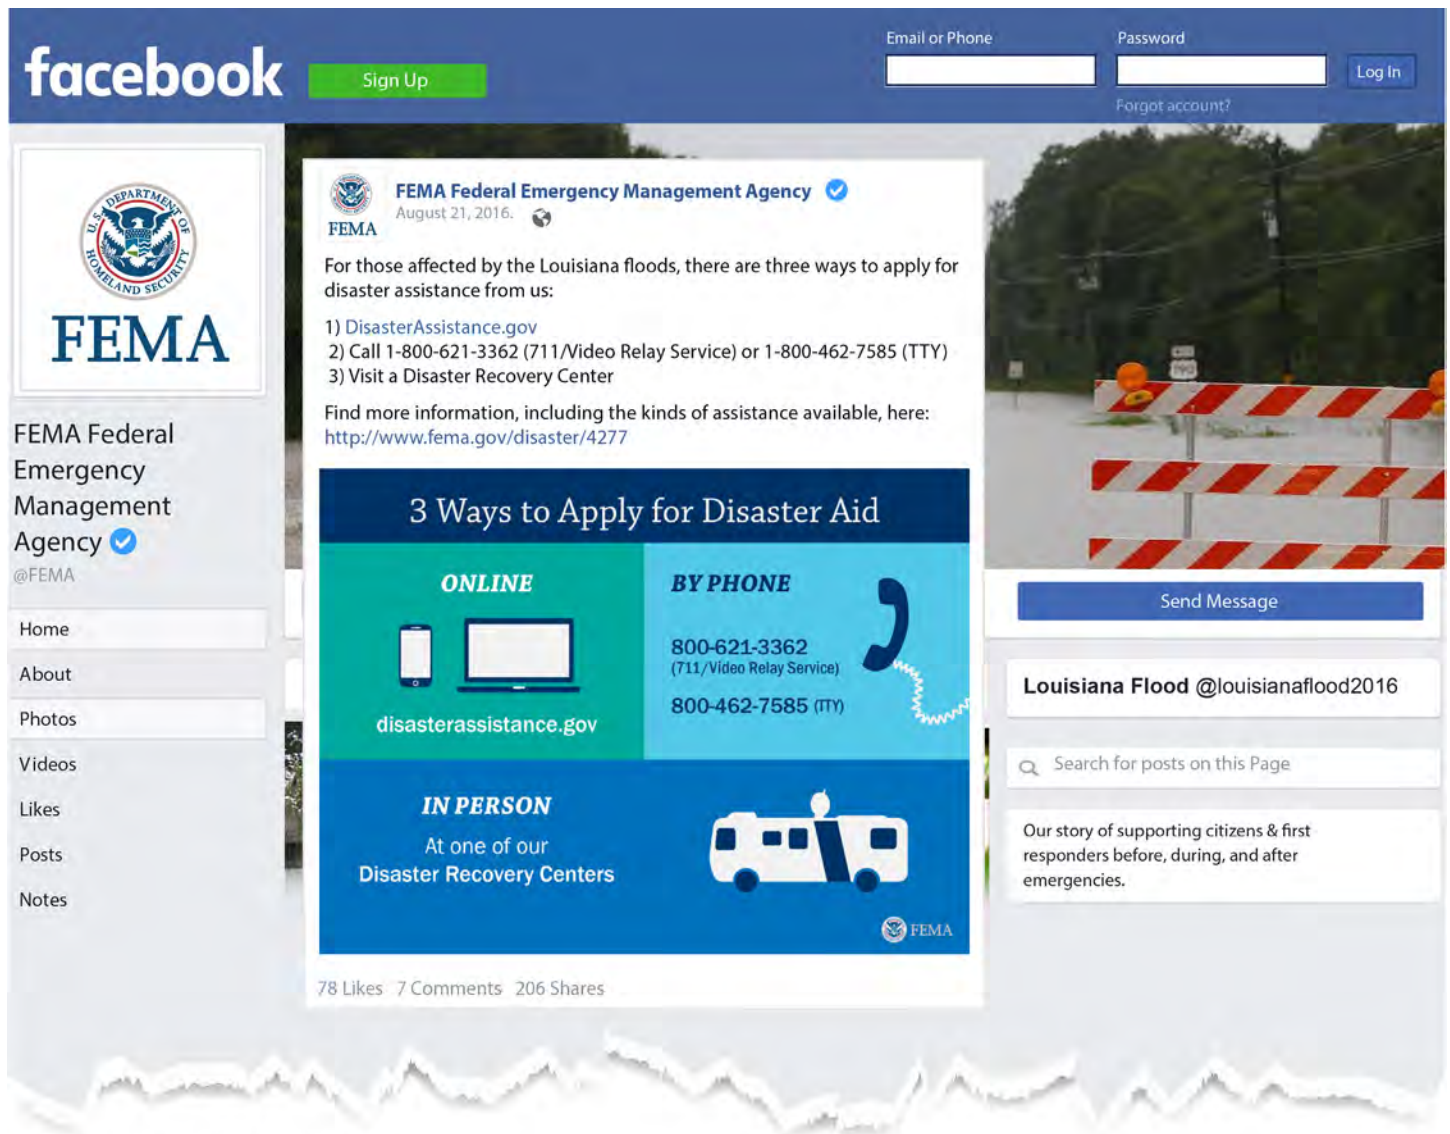 facebook
Sign Up
Email or Phone
Password
Log In
Forgot account?
U.S. DEPARTMENT OF
HOMELAND SECURITY
FEMA
FEMA Federal
Emergency
Management
Agency
@FEMA
Home
About
Photos
Videos
Likes
Posts
Notes
FEMA
FEMA Federal Emergency Management Agency
August 21, 2016.
For those affected by the Louisiana floods, there are three ways to apply for
disaster assistance from us:
1) DisasterAssistance.gov
2) Call 1-800-621-3362 (711/Video Relay Service) or 1-800-462-7585 (TTY)
3) Visit a Disaster Recovery Center
Find more information, including the kinds of assistance available, here:
http://www.fema.gov/disaster/4277
3 Ways to Apply for Disaster Aid
ONLINE
disasterassistance.gov
BY PHONE
800-621-3362
(711/Video Relay Service)
800-462-7585 (TTY)
IN PERSON
At one of our
Disaster Recovery Centers
FEMA
78 Likes 7 Comments 206 Shares
190
Send Message
Louisiana Flood @louisianaflood2016
Search for posts on this Page
Our story of supporting citizens & first
responders before, during, and after
emergencies.